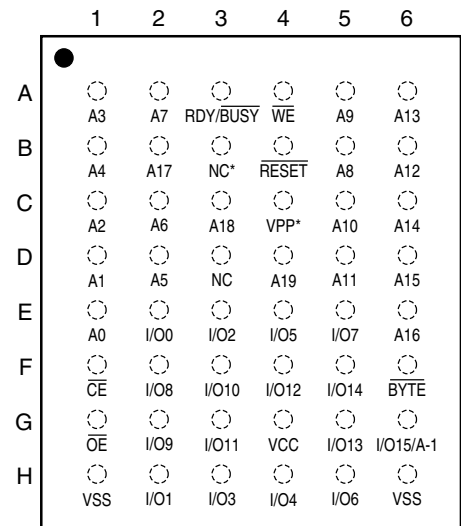 1 2 3 4 5 6
A
A3 A7 RDY/BUSY WE A9 A13
B
A4 A17 NC* RESET A8 A12
C
A2 A6 A18 VPP* A10 A14
D
A1 A5 NC A19 A11 A15
E
A0 I/O0 I/O2 I/O5 I/O7 A16
F
CE I/O8 I/O10 I/O12 I/O14 BYTE
G
OE I/O9 I/O11 VCC I/O13 I/O15/A-1
H
VSS I/O1 I/O3 I/O4 I/O6 VSS